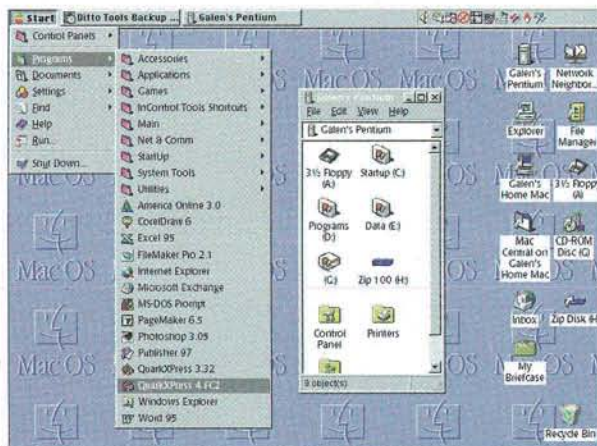 Start
Ditto Tools Backup ...
Galen's Pentium
Control Panels
Programs
Documents
Settings
Find
Help
Run...
Shut Down...
Accessories
Applications
Games
InControl Tools Shortcuts
Main
Net & Comm
StartUp
System Tools
Utilities
America Online 3.0
CorelDraw 6
Excel 95
FileMaker Pro 2.1
Internet Explorer
Microsoft Exchange
MS-DOS Prompt
PageMaker 6.5
Photoshop 3.05
Publisher 97
QuarkXPress 3.32
QuarkXPress 4.FC2
Windows Explorer
Word 95
Galen's Pentium
File Edit View Help
Galen's Pentium
3½ Floppy (A:)
Startup (C:)
Programs (D:)
Data (E:)
(G:)
Zip 100 (H:)
Control Panel
Printers
9 object(s)
Galen's Pentium
Network Neighbor...
Explorer
File Manager
Galen's Home Mac
3½ Floppy (A)
Mac Central on Galen's Home Mac
CD-ROM Disc (G)
Inbox
Zip Disk (H)
My Briefcase
Recycle Bin
Mac OS
Mac OS
Mac OS
Mac OS